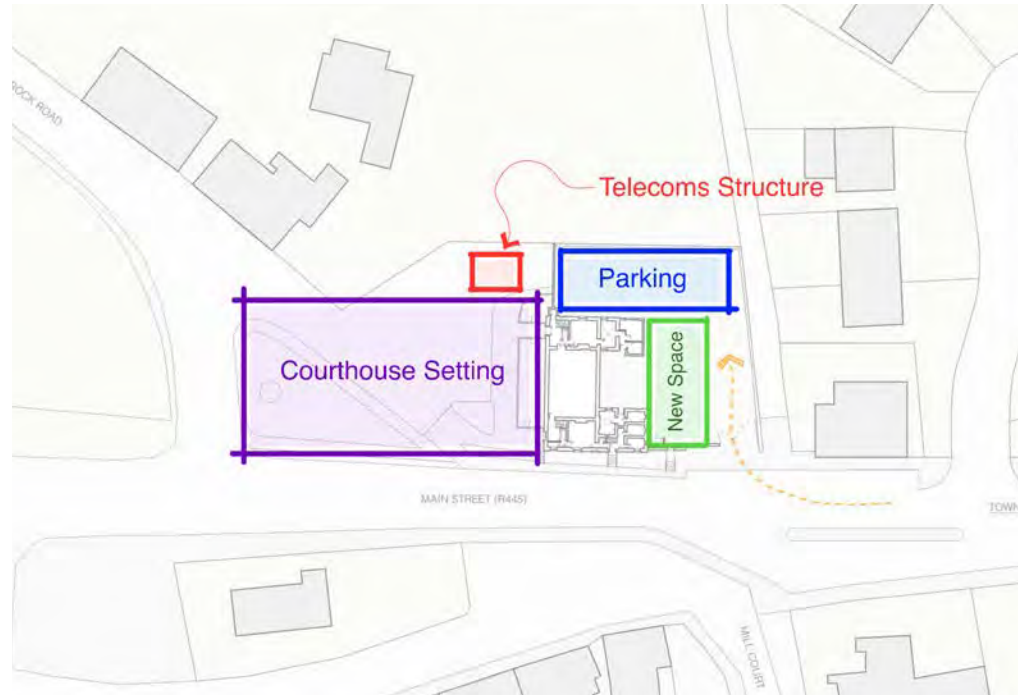 ROCK ROAD
Telecoms Structure
Parking
Courthouse Setting
New Space
MAIN STREET (R445)
TOWN
MILL COURT